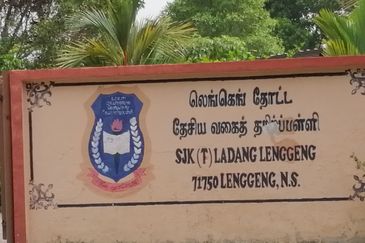 லெங்கெங் தோட்ட
தேசிய வகைத் தமிழ்ப்பள்ளி
SJK (T) LADANG LENGGENG
71750 LENGGENG, N.S.